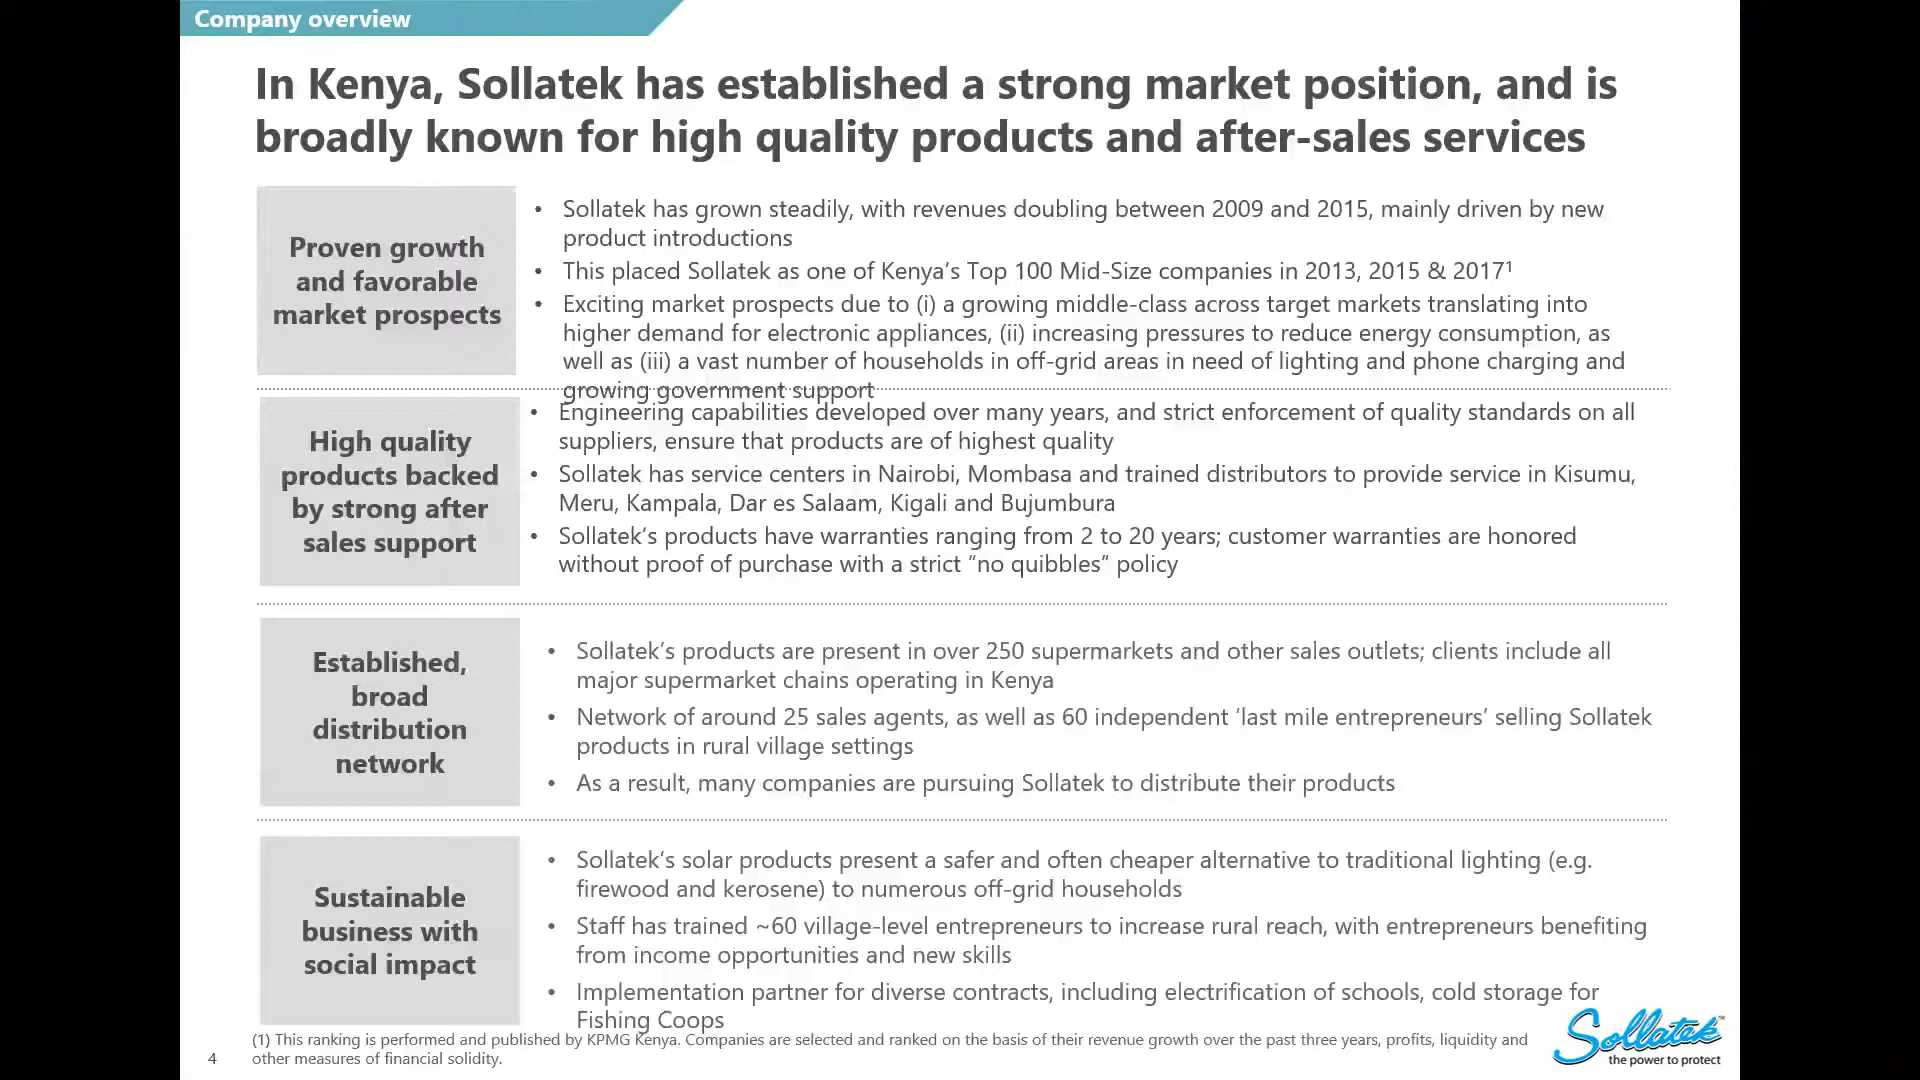 Company overview
In Kenya, Sollatek has established a strong market position, and is
broadly known for high quality products and after-sales services
Proven growth
and favorable
market prospects
• Sollatek has grown steadily, with revenues doubling between 2009 and 2015, mainly driven by new
product introductions
• This placed Sollatek as one of Kenya’s Top 100 Mid-Size companies in 2013, 2015 & 2017¹
• Exciting market prospects due to (i) a growing middle-class across target markets translating into
higher demand for electronic appliances, (ii) increasing pressures to reduce energy consumption, as
well as (iii) a vast number of households in off-grid areas in need of lighting and phone charging and
growing government support
High quality
products backed
by strong after
sales support
• Engineering capabilities developed over many years, and strict enforcement of quality standards on all
suppliers, ensure that products are of highest quality
• Sollatek has service centers in Nairobi, Mombasa and trained distributors to provide service in Kisumu,
Meru, Kampala, Dar es Salaam, Kigali and Bujumbura
• Sollatek’s products have warranties ranging from 2 to 20 years; customer warranties are honored
without proof of purchase with a strict “no quibbles” policy
Established,
broad
distribution
network
• Sollatek’s products are present in over 250 supermarkets and other sales outlets; clients include all
major supermarket chains operating in Kenya
• Network of around 25 sales agents, as well as 60 independent ‘last mile entrepreneurs’ selling Sollatek
products in rural village settings
• As a result, many companies are pursuing Sollatek to distribute their products
Sustainable
business with
social impact
• Sollatek’s solar products present a safer and often cheaper alternative to traditional lighting (e.g.
firewood and kerosene) to numerous off-grid households
• Staff has trained ~60 village-level entrepreneurs to increase rural reach, with entrepreneurs benefiting
from income opportunities and new skills
• Implementation partner for diverse contracts, including electrification of schools, cold storage for
Fishing Coops
(1) This ranking is performed and published by KPMG Kenya. Companies are selected and ranked on the basis of their revenue growth over the past three years, profits, liquidity and
other measures of financial solidity.
4
Sollatek™
the power to protect